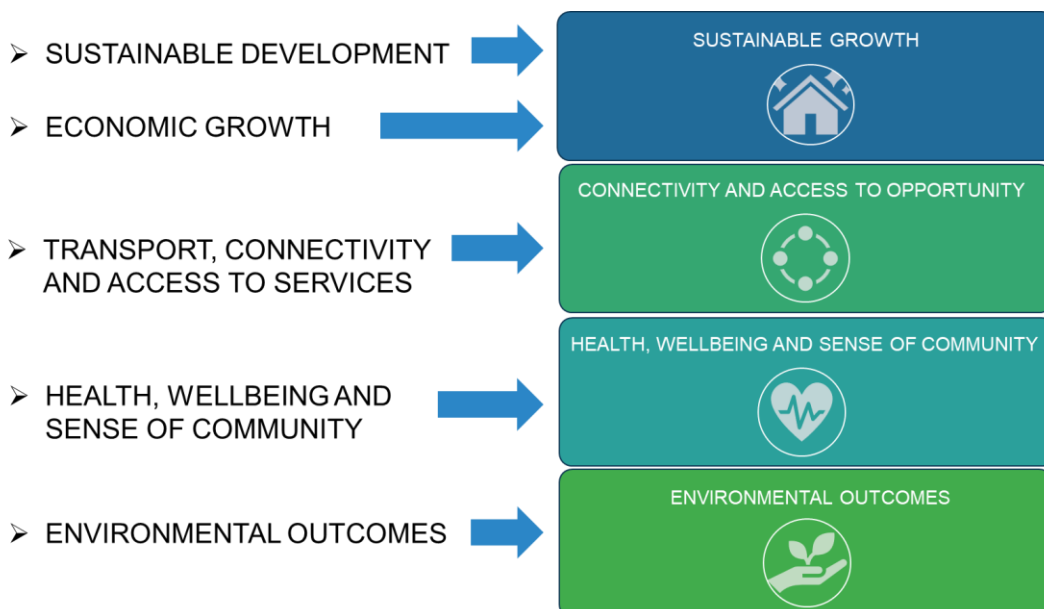 SUSTAINABLE DEVELOPMENT
SUSTAINABLE GROWTH
ECONOMIC GROWTH
CONNECTIVITY AND ACCESS TO OPPORTUNITY
TRANSPORT, CONNECTIVITY
AND ACCESS TO SERVICES
HEALTH, WELLBEING AND SENSE OF COMMUNITY
HEALTH, WELLBEING AND
SENSE OF COMMUNITY
ENVIRONMENTAL OUTCOMES
ENVIRONMENTAL OUTCOMES